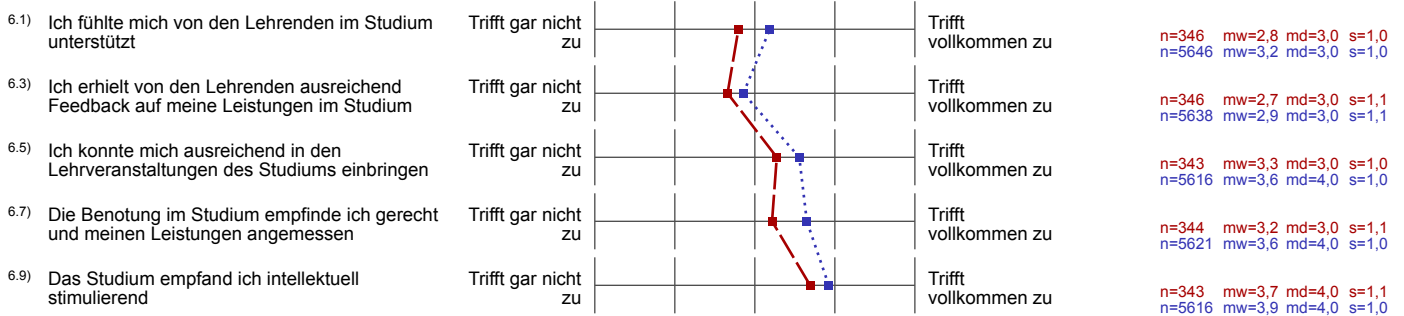 6.1) Ich fühlte mich von den Lehrenden im Studium
unterstützt
Trifft gar nicht
zu
Trifft
vollkommen zu
n=346 mw=2,8 md=3,0 s=1,0
n=5646 mw=3,2 md=3,0 s=1,0
6.3) Ich erhielt von den Lehrenden ausreichend
Feedback auf meine Leistungen im Studium
Trifft gar nicht
zu
Trifft
vollkommen zu
n=346 mw=2,7 md=3,0 s=1,1
n=5638 mw=2,9 md=3,0 s=1,1
6.5) Ich konnte mich ausreichend in den
Lehrveranstaltungen des Studiums einbringen
Trifft gar nicht
zu
Trifft
vollkommen zu
n=343 mw=3,3 md=3,0 s=1,0
n=5616 mw=3,6 md=4,0 s=1,0
6.7) Die Benotung im Studium empfinde ich gerecht
und meinen Leistungen angemessen
Trifft gar nicht
zu
Trifft
vollkommen zu
n=344 mw=3,2 md=3,0 s=1,1
n=5621 mw=3,6 md=4,0 s=1,0
6.9) Das Studium empfand ich intellektuell
stimulierend
Trifft gar nicht
zu
Trifft
vollkommen zu
n=343 mw=3,7 md=4,0 s=1,1
n=5616 mw=3,9 md=4,0 s=1,0